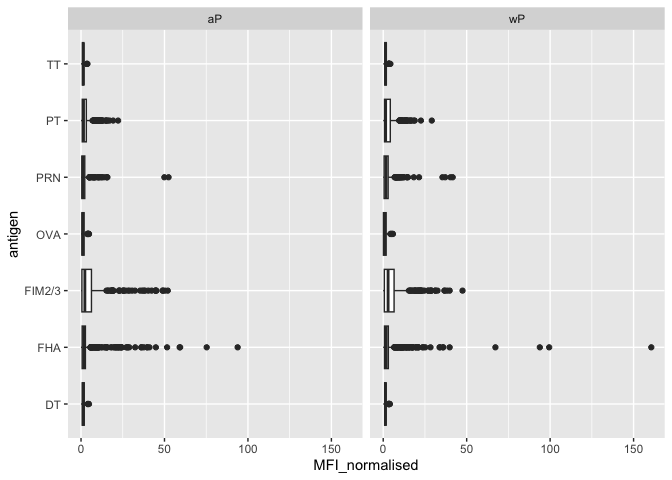 aP wP
antigen
TT
PT
PRN
OVA
FIM2/3
FHA
DT
0 50 100 150 0 50 100 150
MFI_normalised